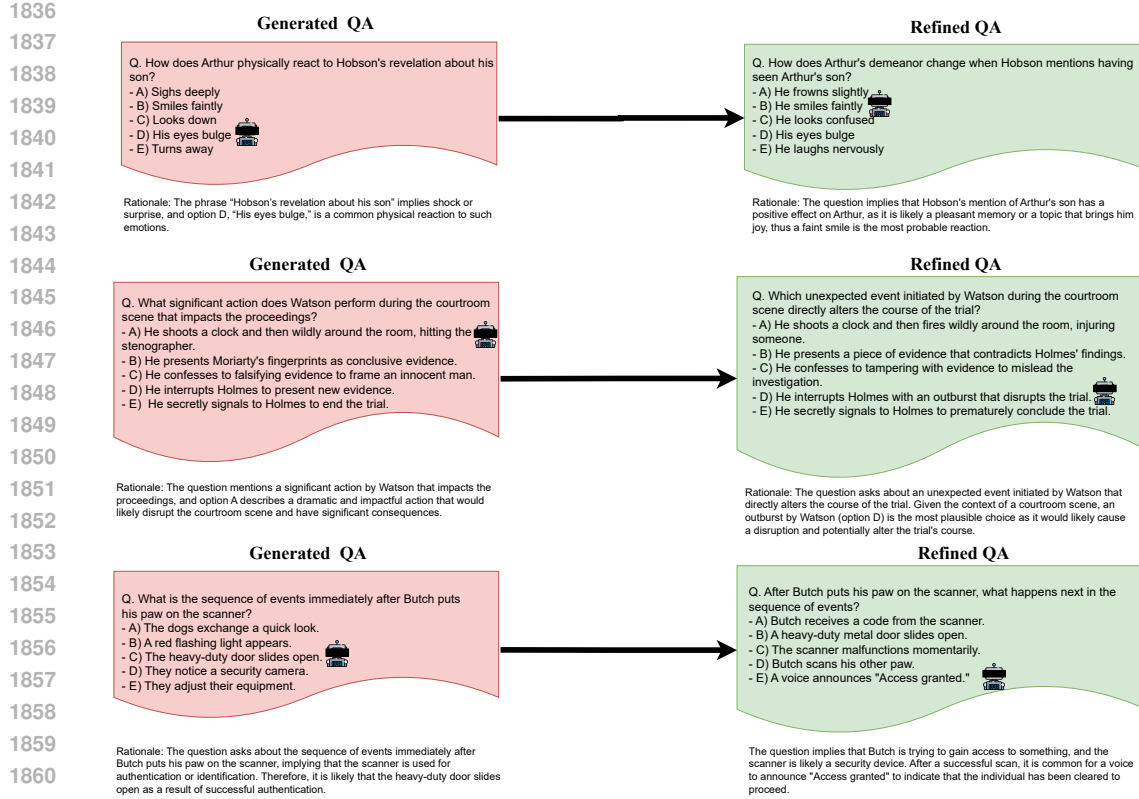 1836
1837
1838
1839
1840
1841
1842
1843
1844
1845
1846
1847
1848
1849
1850
1851
1852
1853
1854
1855
1856
1857
1858
1859
1860
Generated QA
Q. How does Arthur physically react to Hobson's revelation about his
son?
- A) Sighs deeply
- B) Smiles faintly
- C) Looks down
- D) His eyes bulge
- E) Turns away
Rationale: The phrase “Hobson’s revelation about his son” implies shock or
surprise, and option D, “His eyes bulge,” is a common physical reaction to such
emotions.
Refined QA
Q. How does Arthur's demeanor change when Hobson mentions having
seen Arthur's son?
- A) He frowns slightly
- B) He smiles faintly
- C) He looks confused
- D) His eyes bulge
- E) He laughs nervously
Rationale: The question implies that Hobson's mention of Arthur's son has a
positive effect on Arthur, as it is likely a pleasant memory or a topic that brings him
joy, thus a faint smile is the most probable reaction.
Generated QA
Q. What significant action does Watson perform during the courtroom
scene that impacts the proceedings?
- A) He shoots a clock and then wildly around the room, hitting the
stenographer.
- B) He presents Moriarty's fingerprints as conclusive evidence.
- C) He confesses to falsifying evidence to frame an innocent man.
- D) He interrupts Holmes to present new evidence.
- E) He secretly signals to Holmes to end the trial.
Rationale: The question mentions a significant action by Watson that impacts the
proceedings, and option A describes a dramatic and impactful action that would
likely disrupt the courtroom scene and have significant consequences.
Refined QA
Q. Which unexpected event initiated by Watson during the courtroom
scene directly alters the course of the trial?
- A) He shoots a clock and then fires wildly around the room, injuring
someone.
- B) He presents a piece of evidence that contradicts Holmes' findings.
- C) He confesses to tampering with evidence to mislead the
investigation.
- D) He interrupts Holmes with an outburst that disrupts the trial.
- E) He secretly signals to Holmes to prematurely conclude the trial.
Rationale: The question asks about an unexpected event initiated by Watson that
directly alters the course of the trial. Given the context of a courtroom scene, an
outburst by Watson (option D) is the most plausible choice as it would likely cause
a disruption and potentially alter the trial's course.
Generated QA
Q. What is the sequence of events immediately after Butch puts
his paw on the scanner?
- A) The dogs exchange a quick look.
- B) A red flashing light appears.
- C) The heavy-duty door slides open.
- D) They notice a security camera.
- E) They adjust their equipment.
Rationale: The question asks about the sequence of events immediately after
Butch puts his paw on the scanner, implying that the scanner is used for
authentication or identification. Therefore, it is likely that the heavy-duty door slides
open as a result of successful authentication.
Refined QA
Q. After Butch puts his paw on the scanner, what happens next in the
sequence of events?
- A) Butch receives a code from the scanner.
- B) A heavy-duty metal door slides open.
- C) The scanner malfunctions momentarily.
- D) Butch scans his other paw.
- E) A voice announces "Access granted."
The question implies that Butch is trying to gain access to something, and the
scanner is likely a security device. After a successful scan, it is common for a voice
to announce "Access granted" to indicate that the individual has been cleared to
proceed.